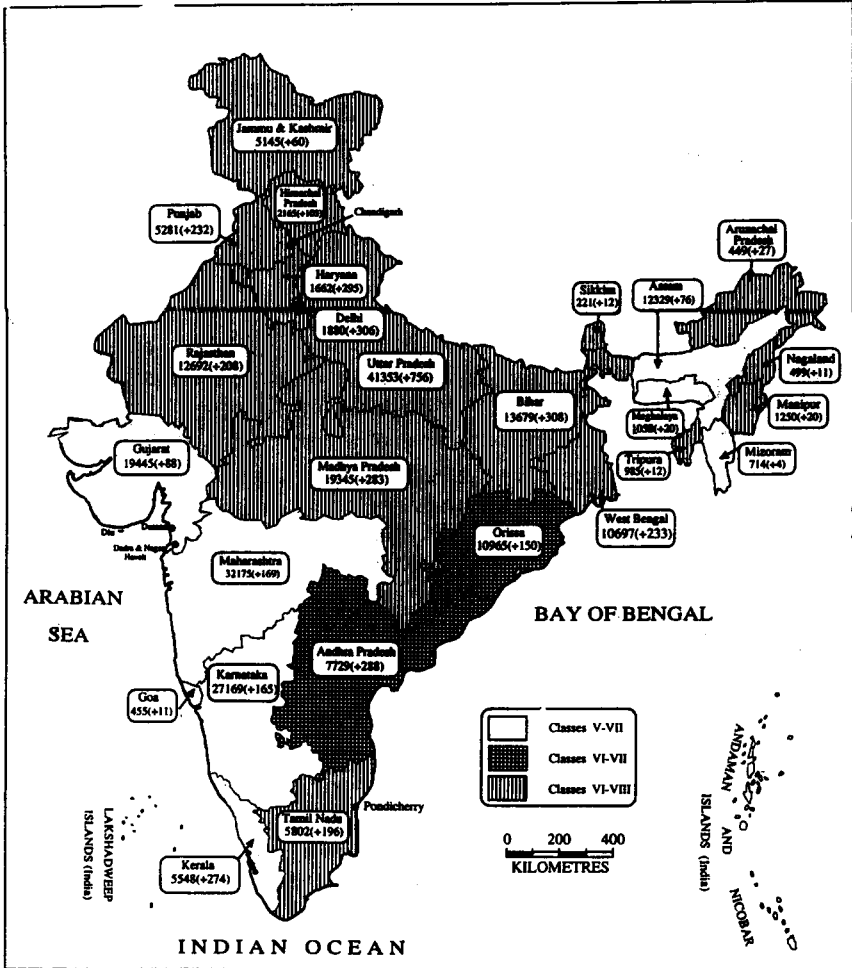 Jammu & Kashmir
5145(+60)
Himachal
Pradesh
2165(+108)
Chandigarh
Punjab
5281(+232)
Haryana
1662(+295)
Delhi
1880(+306)
Rajasthan
12692(+208)
Uttar Pradesh
41353(+756)
Bihar
13679(+308)
Sikkim
221(+12)
Assam
12329(+76)
Arunachal
Pradesh
449(+27)
Nagaland
499(+11)
Manipur
1250(+20)
Meghalaya
1058(+20)
Tripura
985(+12)
Mizoram
714(+4)
Gujarat
19445(+88)
Madhya Pradesh
19345(+283)
West Bengal
10697(+233)
Orissa
10965(+150)
Diu
Daman
Dadra & Nagar
Haveli
Maharashtra
32175(+169)
ARABIAN
SEA
BAY OF BENGAL
Andhra Pradesh
7729(+288)
Karnataka
27169(+165)
Goa
455(+11)
Classes V-VII
Classes VI-VII
Classes VI-VIII
Pondicherry
Tamil Nadu
5802(+196)
Kerala
5548(+274)
0 200 400
KILOMETRES
LAKSHADWEEP
ISLANDS (India)
ANDAMAN AND NICOBAR
ISLANDS (India)
INDIAN OCEAN